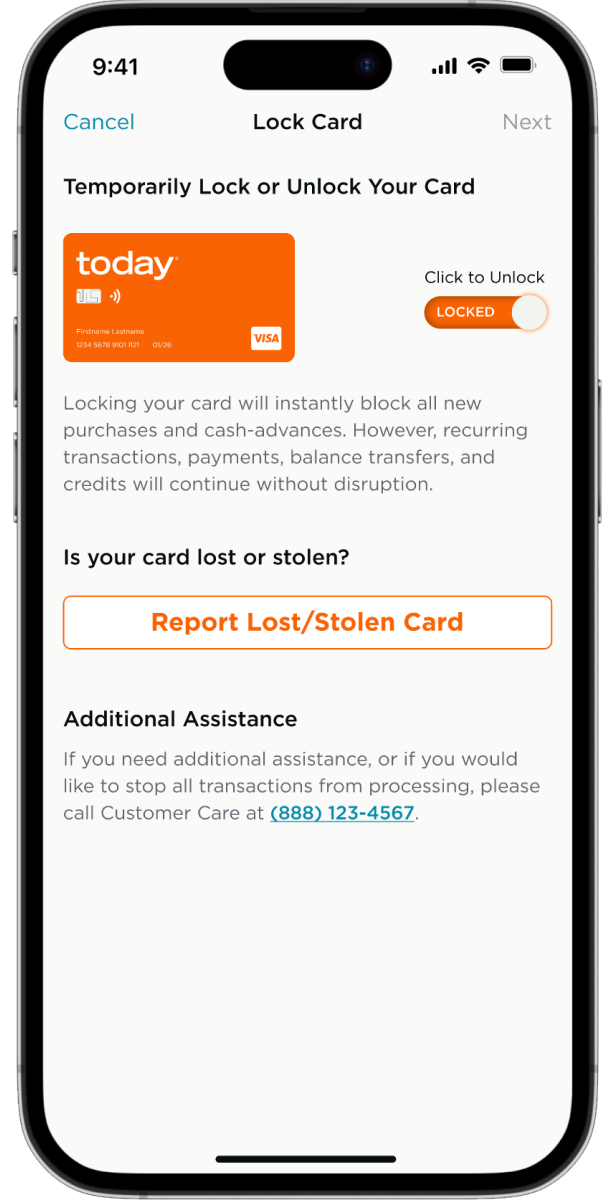 9:41
Cancel Lock Card Next
Temporarily Lock or Unlock Your Card
today
Click to Unlock
LOCKED
Firstname Lastname
1234 5678 9101 1121 01/26
VISA
Locking your card will instantly block all new
purchases and cash-advances. However, recurring
transactions, payments, balance transfers, and
credits will continue without disruption.
Is your card lost or stolen?
Report Lost/Stolen Card
Additional Assistance
If you need additional assistance, or if you would
like to stop all transactions from processing, please
call Customer Care at (888) 123-4567.